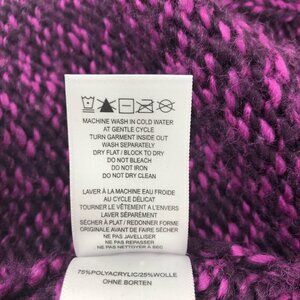 MACHINE WASH IN COLD WATER
AT GENTLE CYCLE
TURN GARMENT INSIDE OUT
WASH SEPARATELY
DRY FLAT / BLOCK TO DRY
DO NOT BLEACH
DO NOT IRON
DO NOT DRY CLEAN
LAVER À LA MACHINE EAU FROIDE
AU CYCLE DÉLICAT
TOURNER LE VÊTEMENT A L'ENVERS
LAVER SÉPARÉMENT
SÉCHER À PLAT / REDONNER FORME
ORIGINALE AVANT DE FAIRE SÉCHER
NE PAS JAVELLISER
NE PAS REPASSER
NE PAS NETTOYER À SEC
75%POLYACRYLIC/25%WOLLE
OHNE BORTEN